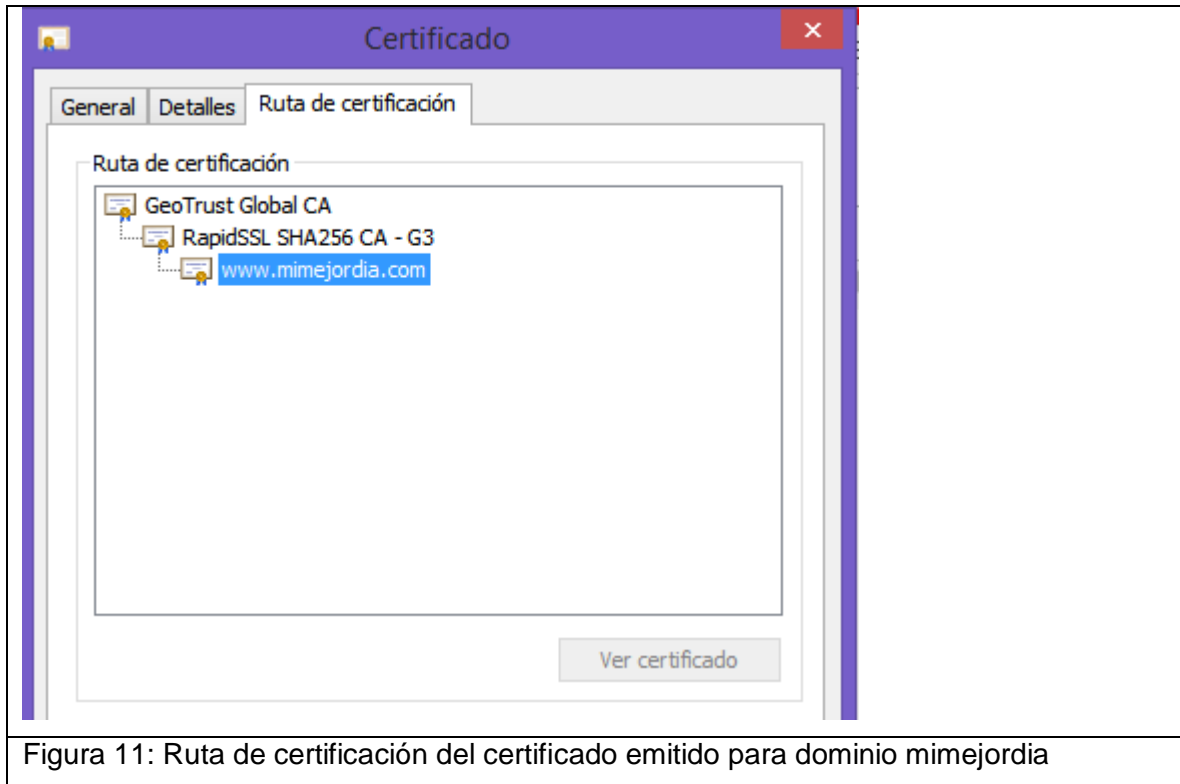 Certificado
General Detalles Ruta de certificación
Ruta de certificación
GeoTrust Global CA
RapidSSL SHA256 CA - G3
www.mimejordia.com
Ver certificado
Figura 11: Ruta de certificación del certificado emitido para dominio mimejordia